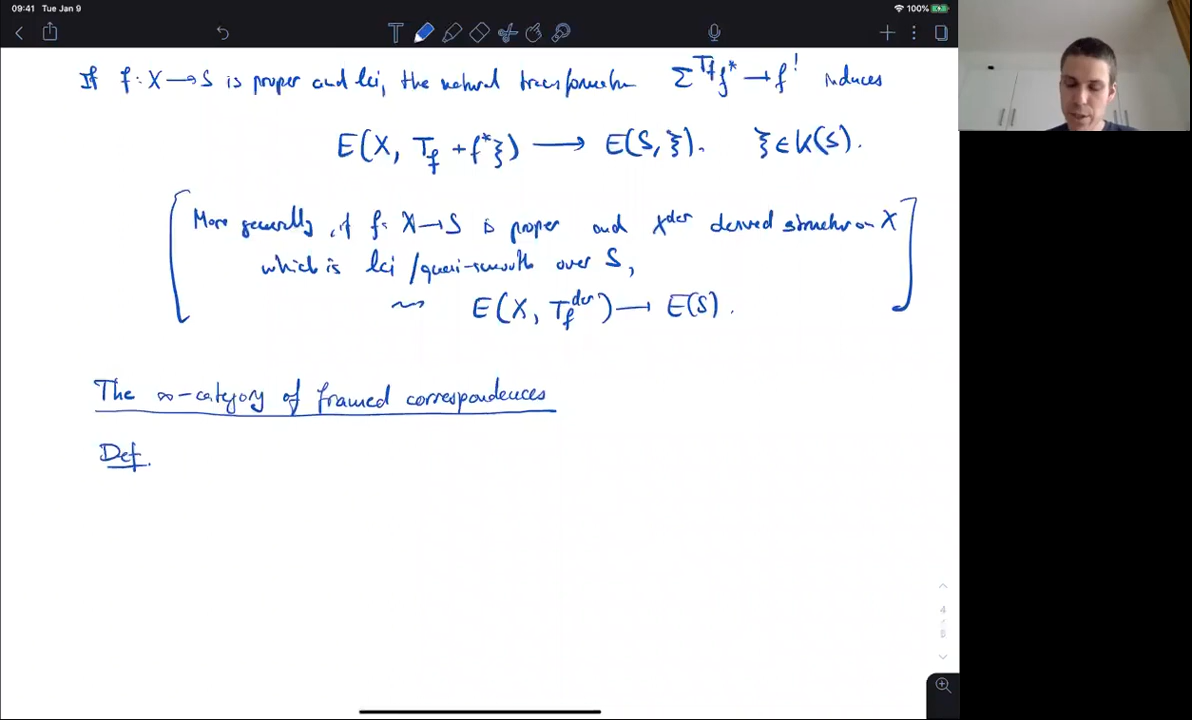 09:41 Tue Jan 9
100%
If f: X → S is proper and lci, the natural transformation Σ^{T_f} f^* → f^! induces
E(X, T_f + f^*ξ) → E(S, ξ). ξ ∈ K(S).
More generally, if f: X → S is proper and X^{der} derived structure on X
which is lci / quasi-smooth over S,
⇝ E(X, T_f^{der}) → E(S).
The ∞-category of framed correspondences
Def.
4
8